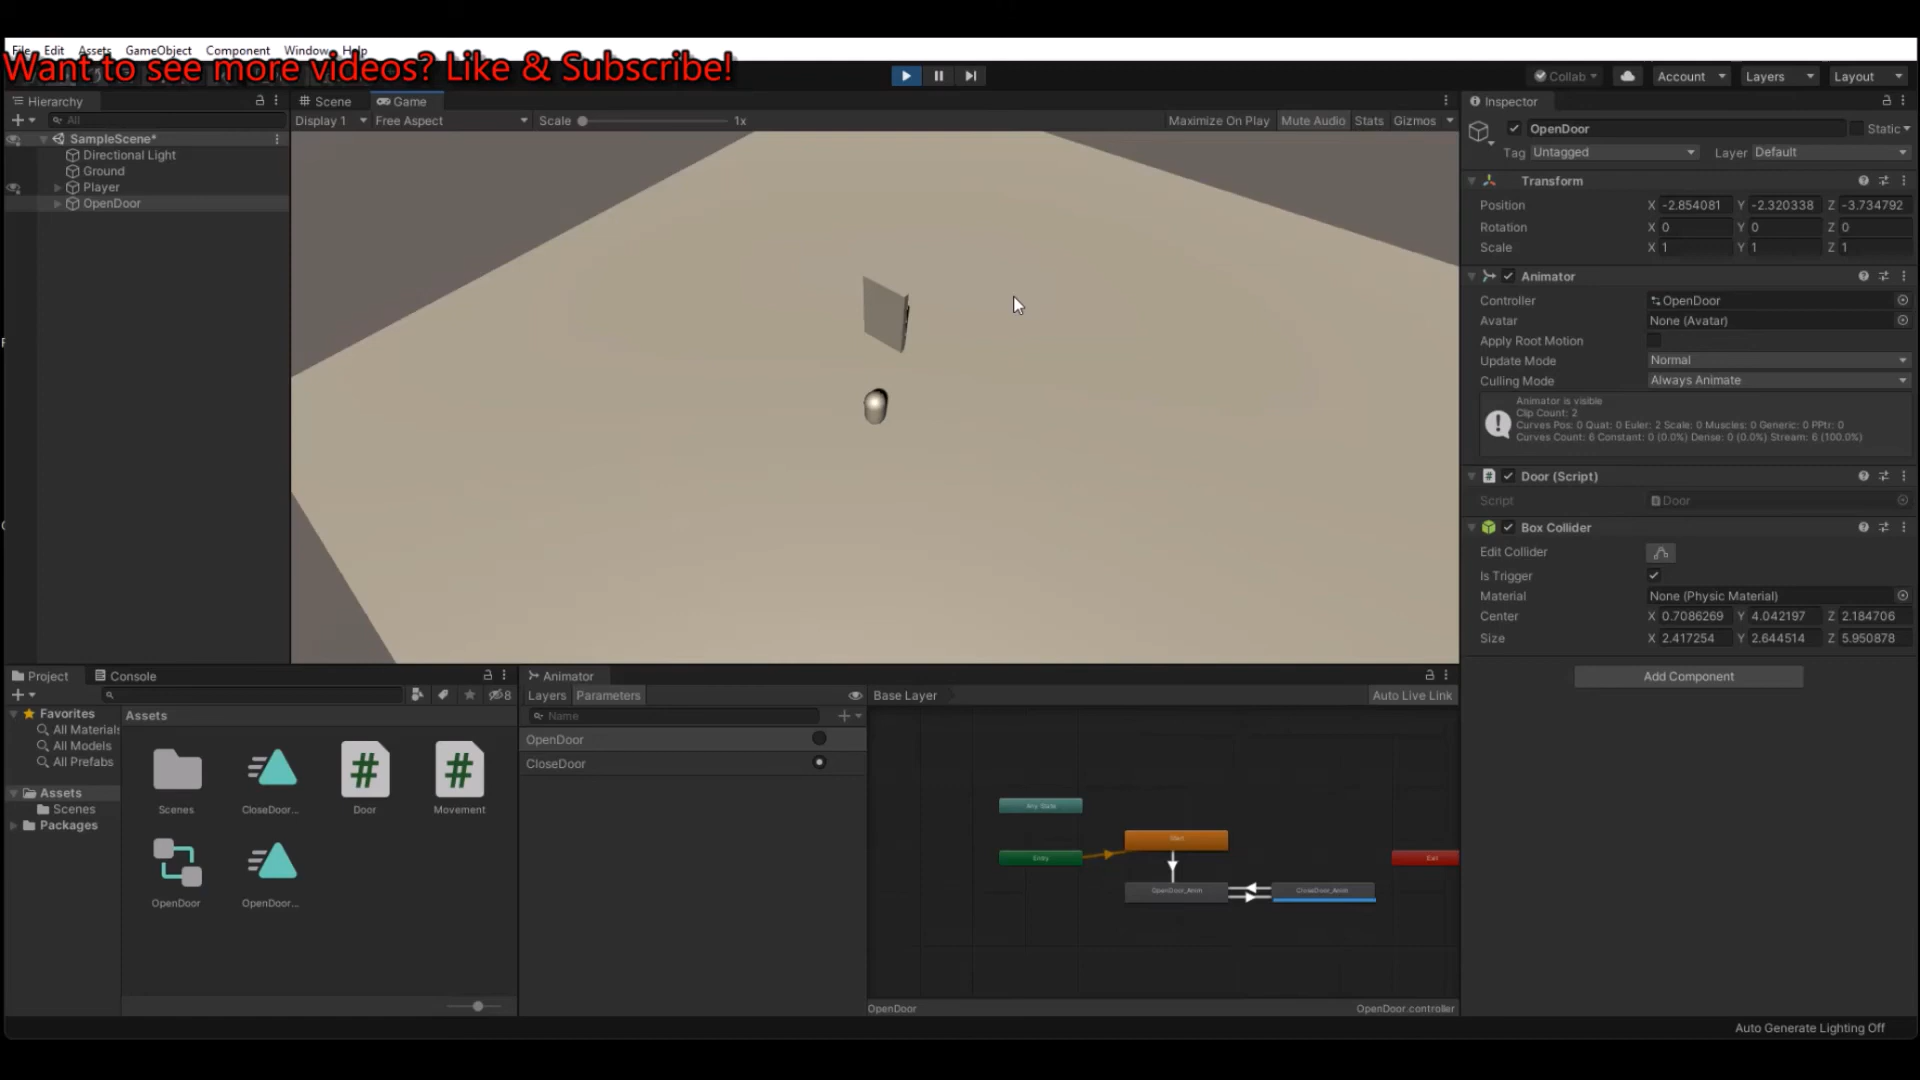 File Edit Assets GameObject Component Window Help
Want to see more videos? Like & Subscribe!
Collab Account Layers Layout
Hierarchy
All
SampleScene*
Directional Light
Ground
Player
OpenDoor
Scene Game
Display 1 Free Aspect Scale 1x Maximize On Play Mute Audio Stats Gizmos
Inspector
OpenDoor Static
Tag Untagged Layer Default
Transform
Position X -2.854081 Y -2.320338 Z -3.734792
Rotation X 0 Y 0 Z 0
Scale X 1 Y 1 Z 1
Animator
Controller OpenDoor
Avatar None (Avatar)
Apply Root Motion
Update Mode Normal
Culling Mode Always Animate
Animator is visible
Clip Count: 2
Curves Pos: 0 Quat: 0 Euler: 2 Scale: 0 Muscles: 0 Generic: 0 PPtr: 0
Curves Count: 6 Constant: 0 (0.0%) Dense: 0 (0.0%) Stream: 6 (100.0%)
Door (Script)
Script Door
Box Collider
Edit Collider
Is Trigger
Material None (Physic Material)
Center X 0.7086269 Y 4.042197 Z 2.184706
Size X 2.417254 Y 2.644514 Z 5.950878
Add Component
Project Console
8
Favorites
All Materials
All Models
All Prefabs
Assets
Scenes
Packages
Assets
Scenes CloseDoor... Door Movement
OpenDoor OpenDoor...
Animator
Layers Parameters Base Layer Auto Live Link
Name
OpenDoor
CloseDoor
Any State
Entry
Exit
OpenDoor_Anim CloseDoor_Anim
OpenDoor OpenDoor.controller
Auto Generate Lighting Off